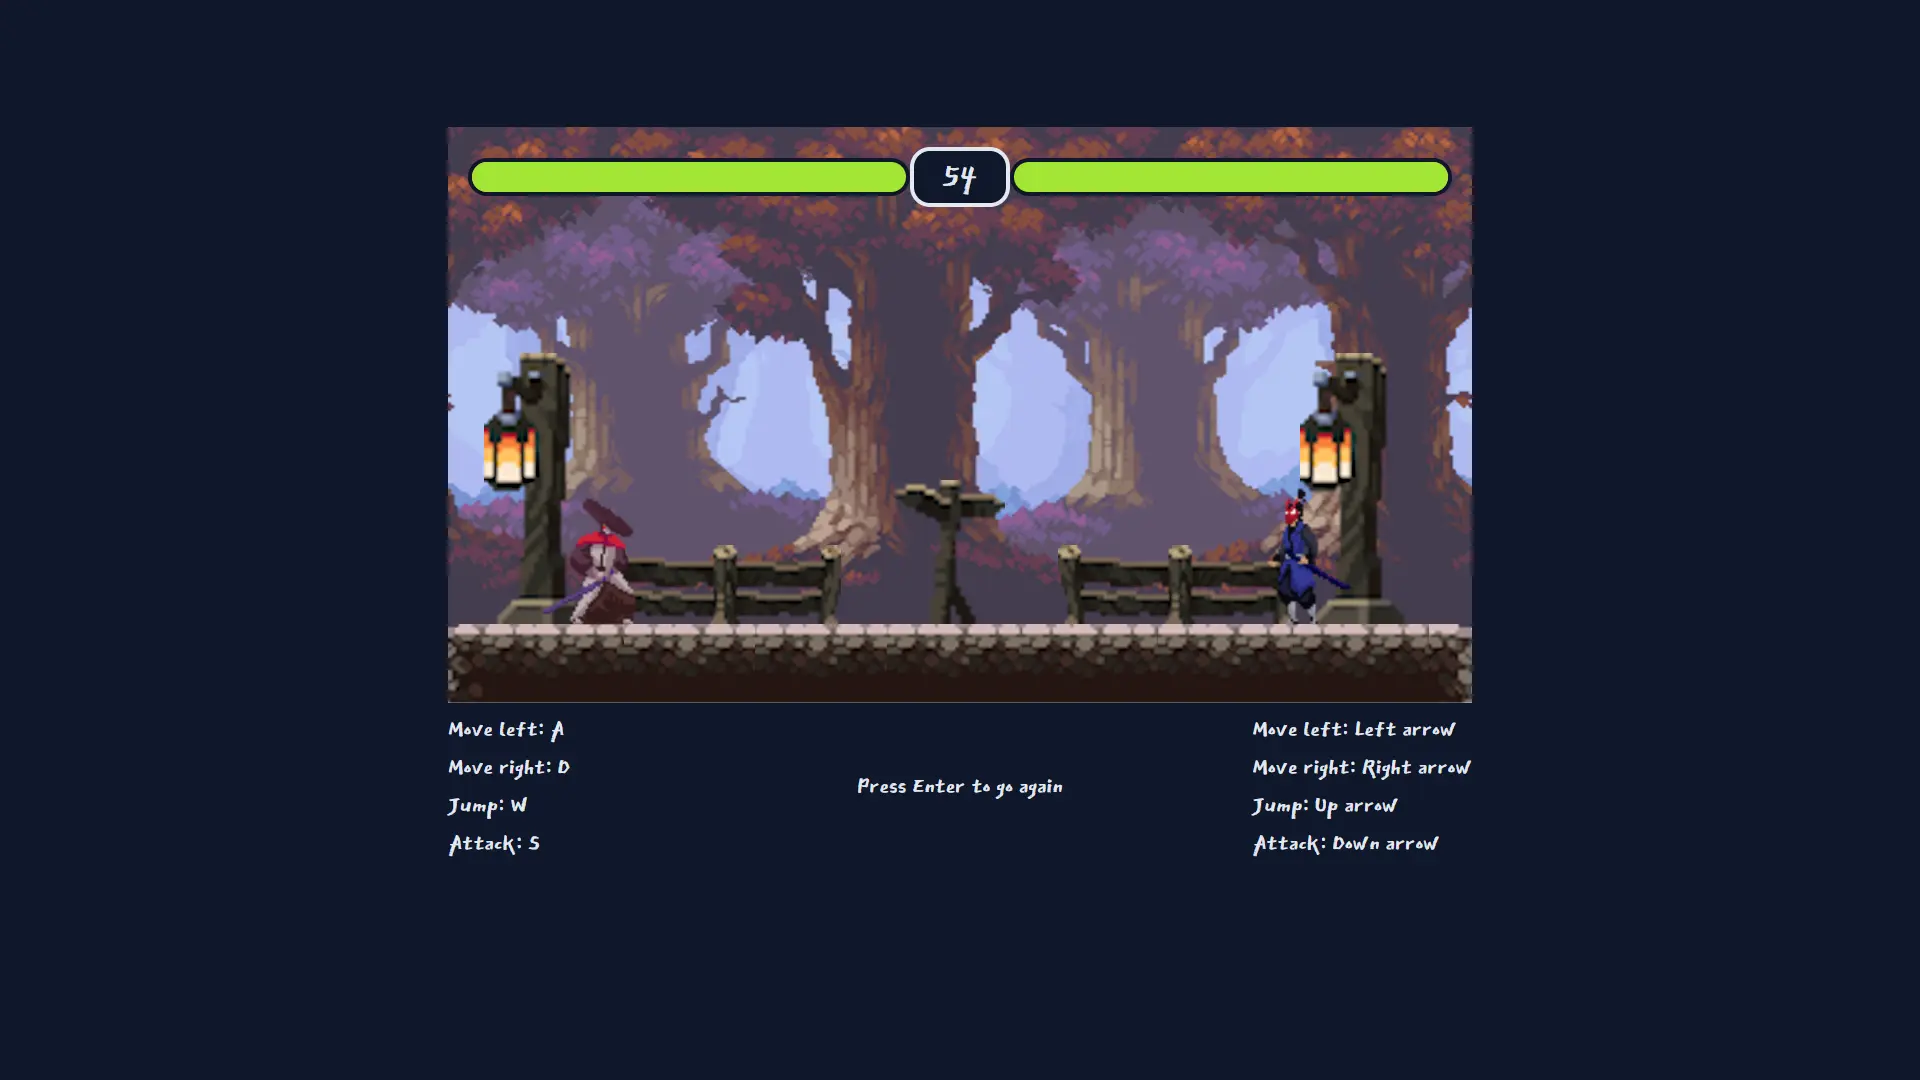 54
Move left: A
Move right: D
Jump: W
Attack: S
Press Enter to go again
Move left: Left arrow
Move right: Right arrow
Jump: Up arrow
Attack: Down arrow